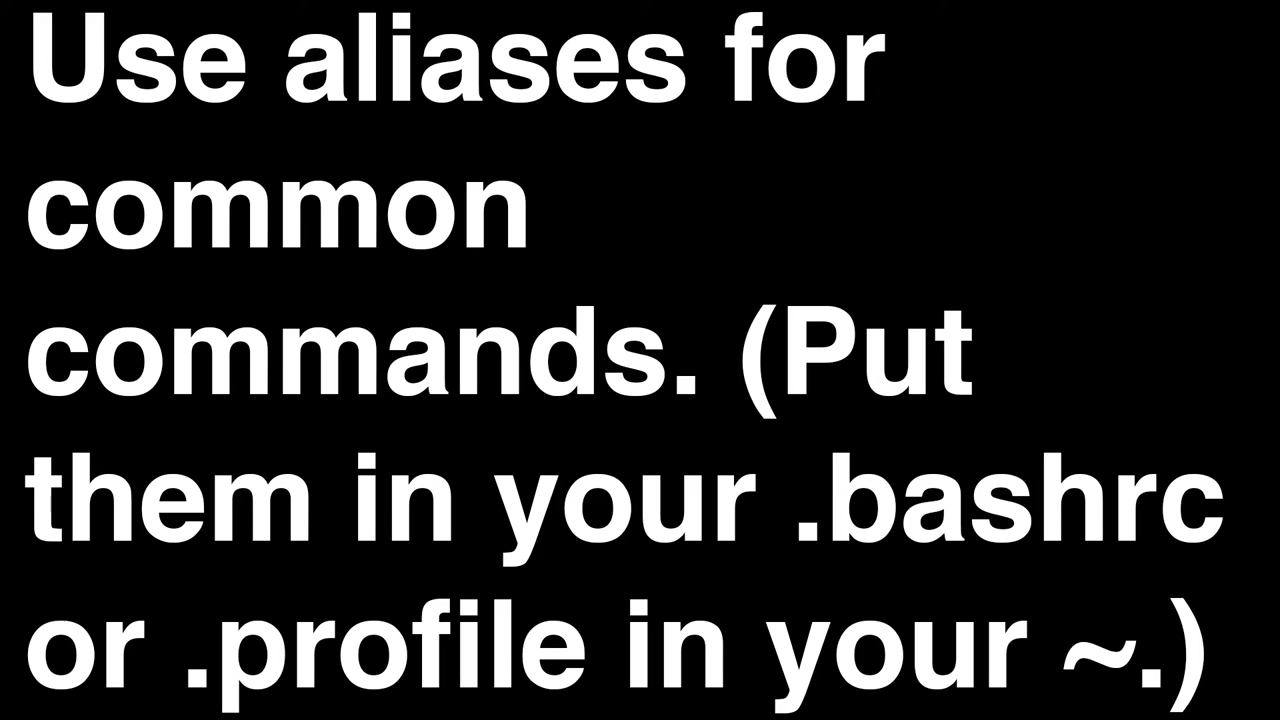 Use aliases for
common
commands. (Put
them in your .bashrc
or .profile in your ~.)